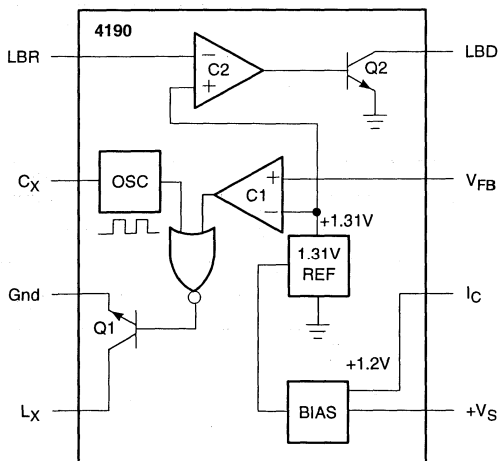 4190
LBR
−
C2
+
Q2
LBD
CX
OSC
C1
+
−
VFB
+1.31V
1.31V
REF
Gnd
Q1
IC
+1.2V
LX
BIAS
+VS